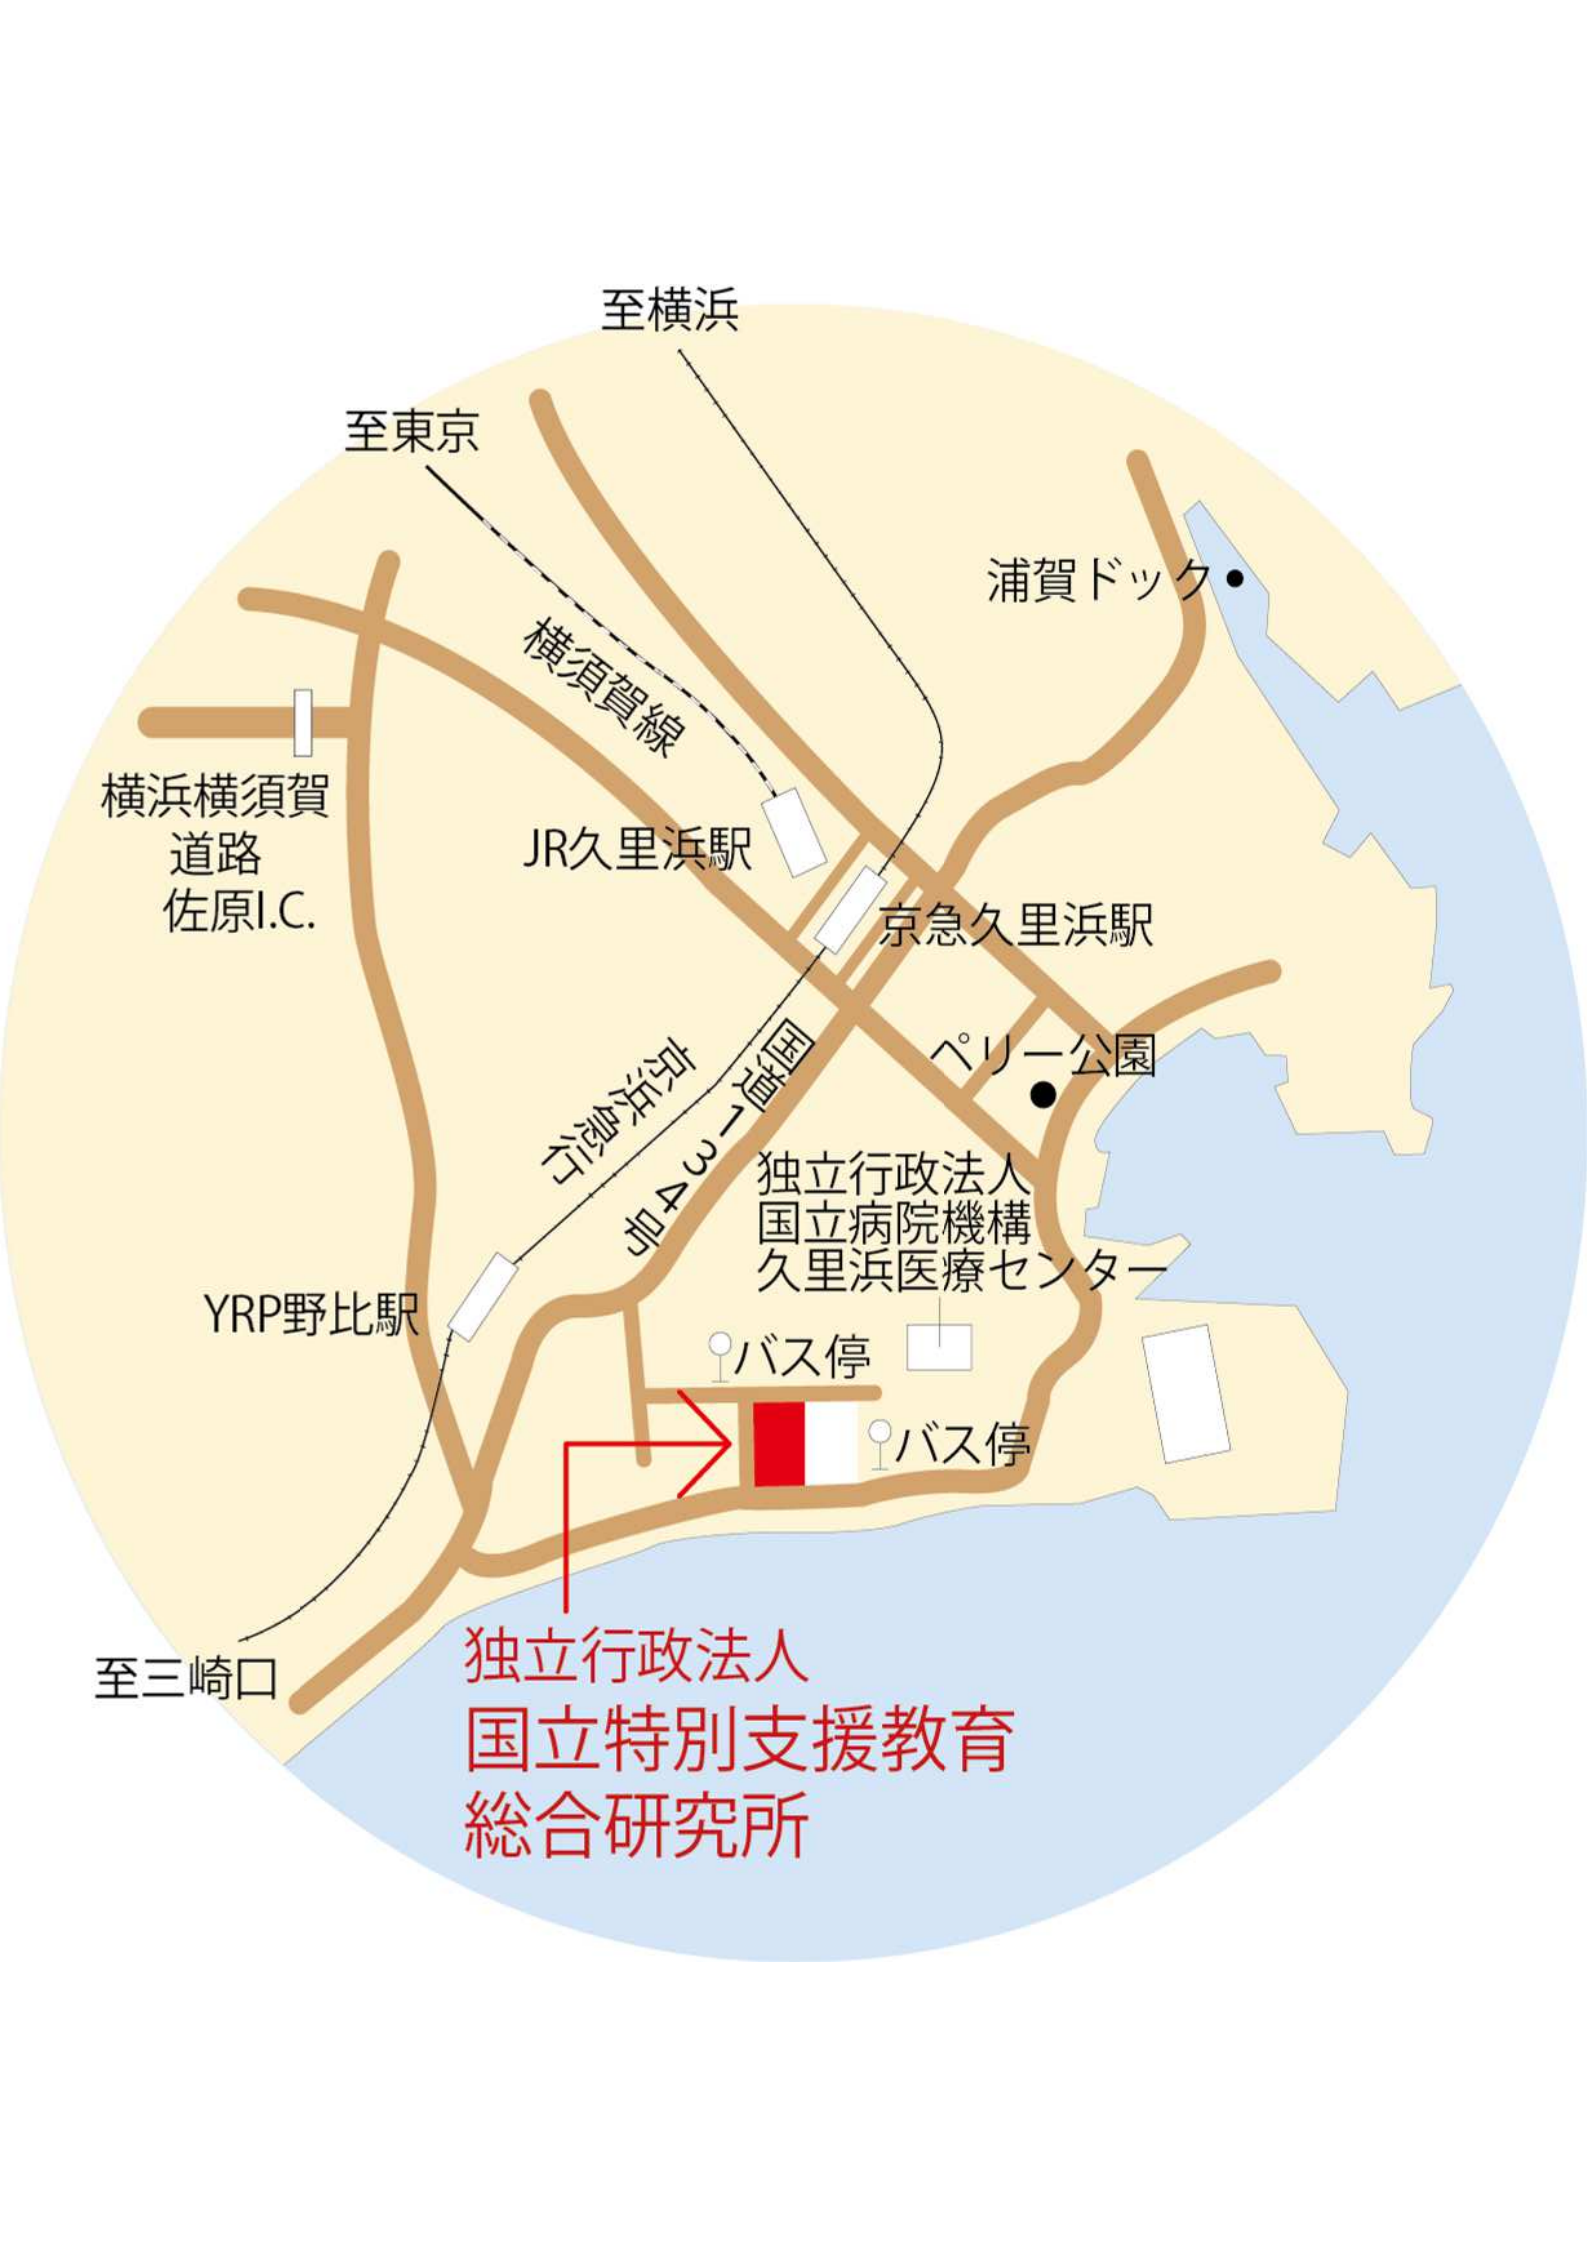 至横浜
至東京
浦賀ドック
横須賀線
横浜横須賀
道路
佐原I.C.
JR久里浜駅
京急久里浜駅
国道134号
京浜急行
ペリー公園
独立行政法人
国立病院機構
久里浜医療センター
YRP野比駅
バス停
バス停
至三崎口
独立行政法人
国立特別支援教育
総合研究所